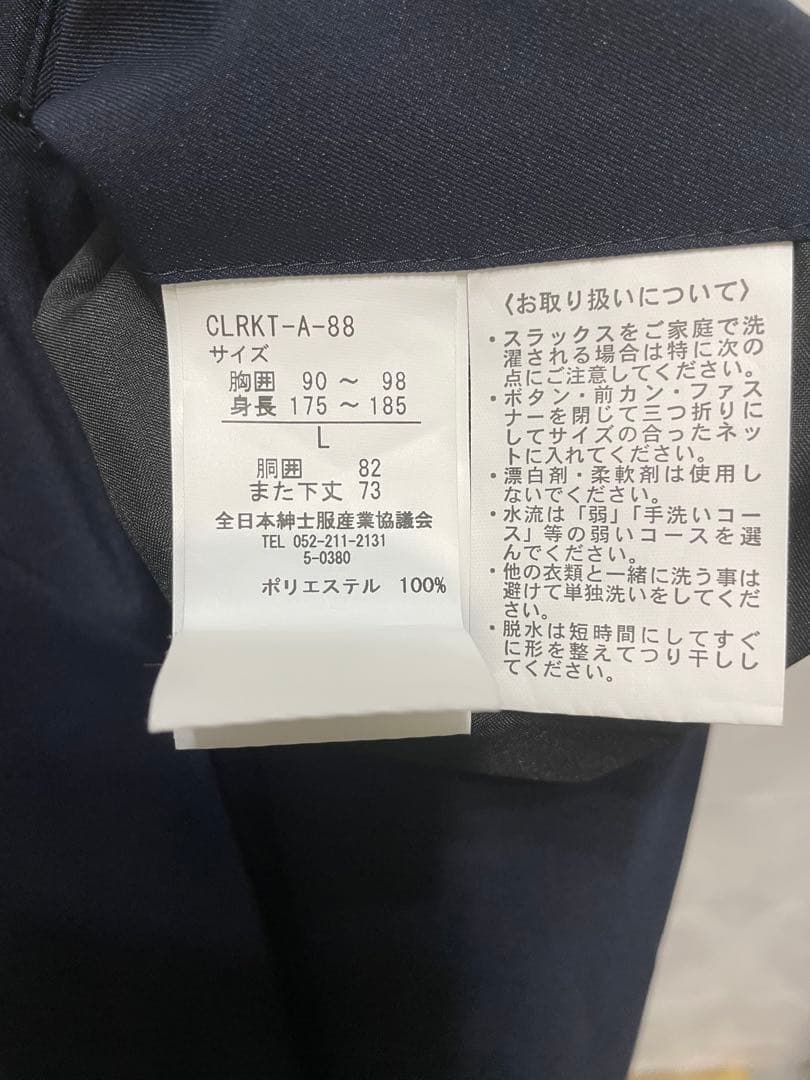 CLRKT-A-88
サイズ
胸囲 90 ～ 98
身長 175 ～ 185
L
胴囲 82
また下丈 73
全日本紳士服産業協議会
TEL 052-211-2131
5-0380
ポリエステル 100%
〈お取り扱いについて〉
・スラックスをご家庭で洗
濯される場合は特に次の
点にご注意してください。
・ボタン・前カン・ファス
ナーを閉じて三つ折りに
してサイズの合ったネッ
トに入れてください。
・漂白剤・柔軟剤は使用し
ないでください。
・水流は「弱」「手洗いコー
ス」等の弱いコースを選
んでください。
・他の衣類と一緒に洗う事は
避けて単独洗いをしてくだ
さい。
・脱水は短時間にしてすぐ
に形を整えてつり干しし
てください。